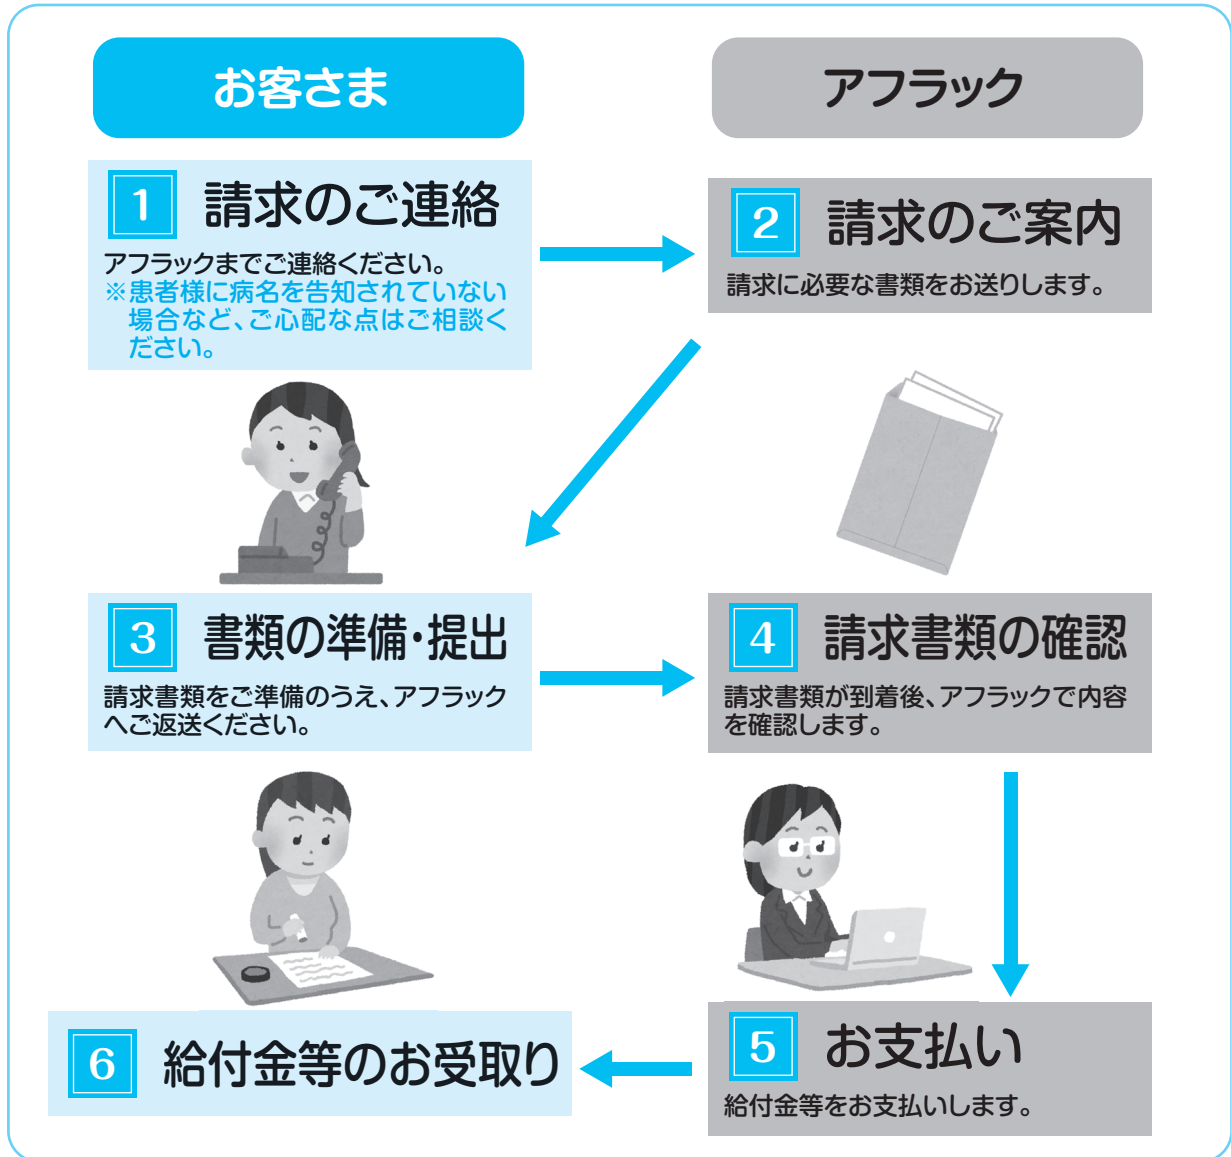 お客さま
アフラック
1 請求のご連絡
アフラックまでご連絡ください。
※患者様に病名を告知されていない
場合など、ご心配な点はご相談く
ださい。
2 請求のご案内
請求に必要な書類をお送りします。
3 書類の準備・提出
請求書類をご準備のうえ、アフラック
へご返送ください。
4 請求書類の確認
請求書類が到着後、アフラックで内容
を確認します。
5 お支払い
給付金等をお支払いします。
6 給付金等のお受取り